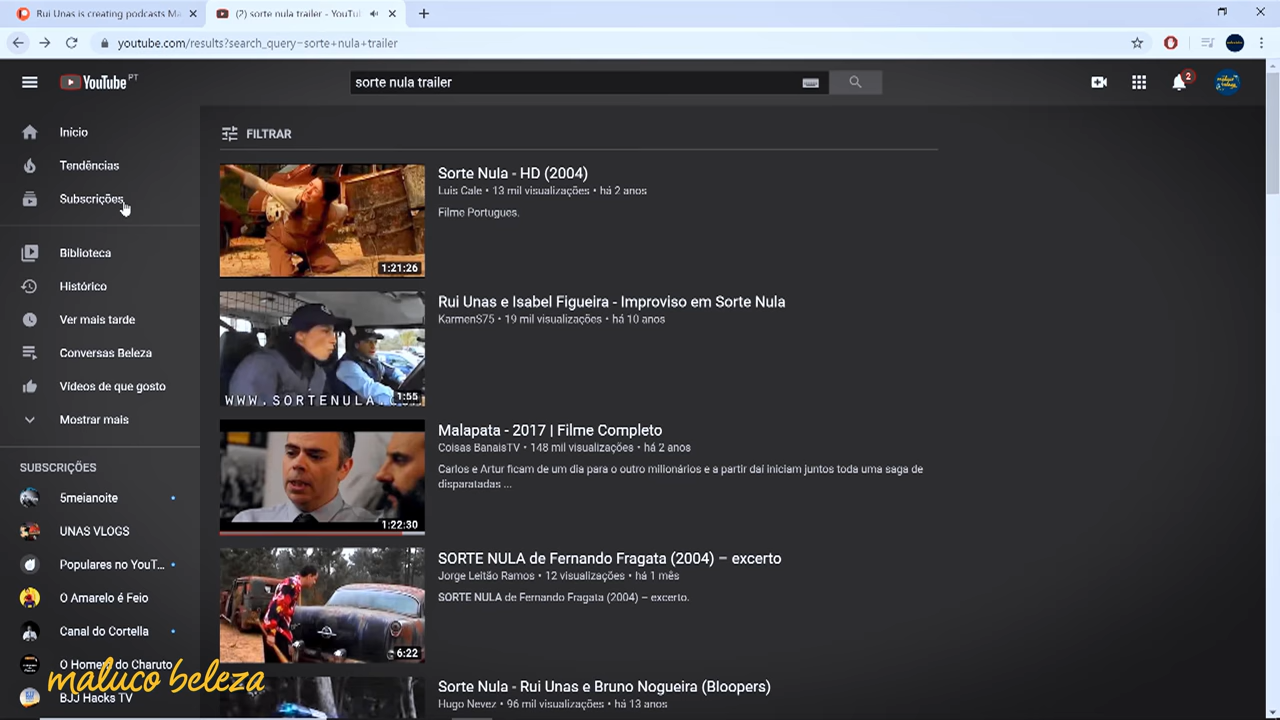 Rui Unas is creating podcasts Ma
(2) sorte nula trailer - YouTu
youtube.com/results?search_query=sorte+nula+trailer
YouTube PT
sorte nula trailer
2
Início
Tendências
Subscrições
Biblioteca
Histórico
Ver mais tarde
Conversas Beleza
Vídeos de que gosto
Mostrar mais
SUBSCRIÇÕES
5meianoite
UNAS VLOGS
Populares no YouT...
O Amarelo é Feio
Canal do Cortella
O Homem do Charuto
BJJ Hacks TV
maluco beleza
FILTRAR
Sorte Nula - HD (2004)
Luis Cale • 13 mil visualizações • há 2 anos
Filme Portugues.
1:21:26
Rui Unas e Isabel Figueira - Improviso em Sorte Nula
KarmenS75 • 19 mil visualizações • há 10 anos
WWW.SORTENULA.
1:55
Malapata - 2017 | Filme Completo
Coisas BanaisTV • 148 mil visualizações • há 2 anos
Carlos e Artur ficam de um dia para o outro milionários e a partir daí iniciam juntos toda uma saga de
disparatadas ...
1:22:30
SORTE NULA de Fernando Fragata (2004) – excerto
Jorge Leitão Ramos • 12 visualizações • há 1 mês
SORTE NULA de Fernando Fragata (2004) – excerto.
6:22
Sorte Nula - Rui Unas e Bruno Nogueira (Bloopers)
Hugo Nevez • 96 mil visualizações • há 13 anos